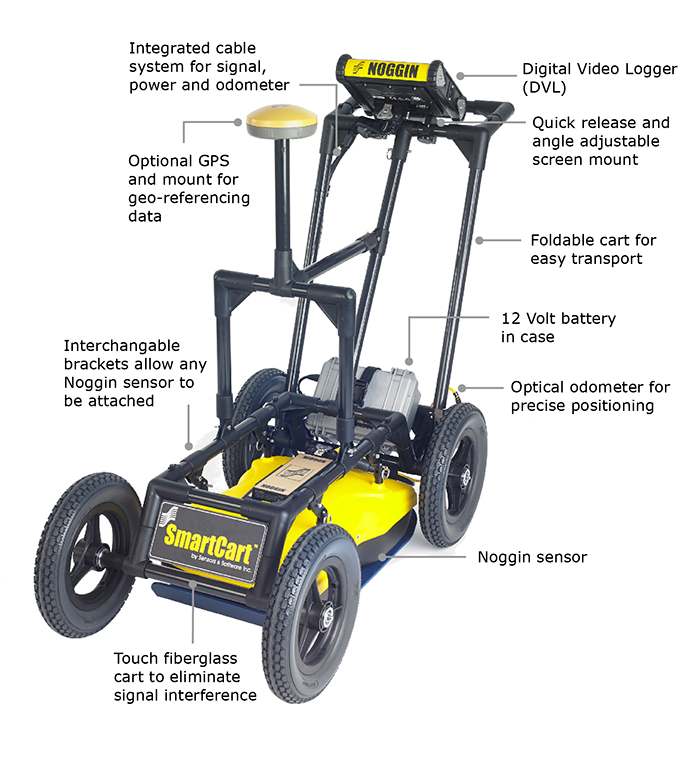 Integrated cable
system for signal,
power and odometer
NOGGIN
Digital Video Logger
(DVL)
Quick release and
angle adjustable
screen mount
Optional GPS
and mount for
geo-referencing
data
Foldable cart for
easy transport
12 Volt battery
in case
Interchangable
brackets allow any
Noggin sensor to
be attached
Optical odometer for
precise positioning
NOGGIN
SmartCart™
by Sensors & Software Inc.
Noggin sensor
Touch fiberglass
cart to eliminate
signal interference